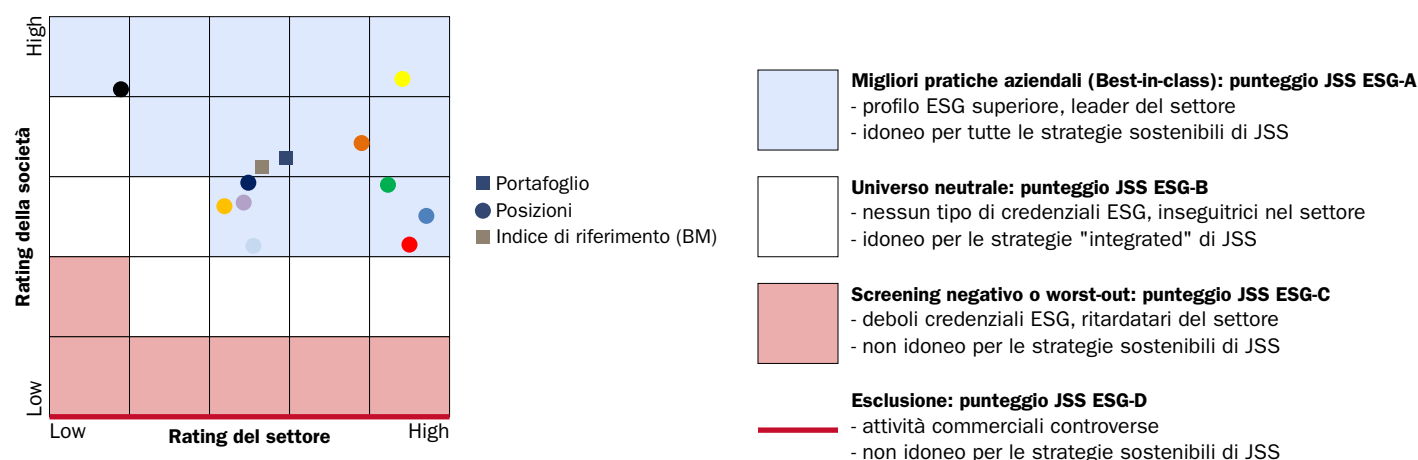 High
Rating della società
Low
Low
Rating del settore
High
Portafoglio
Posizioni
Indice di riferimento (BM)
Migliori pratiche aziendali (Best-in-class): punteggio JSS ESG-A
- profilo ESG superiore, leader del settore
- idoneo per tutte le strategie sostenibili di JSS
Universo neutrale: punteggio JSS ESG-B
- nessun tipo di credenziali ESG, inseguitrici nel settore
- idoneo per le strategie "integrated" di JSS
Screening negativo o worst-out: punteggio JSS ESG-C
- deboli credenziali ESG, ritardatari del settore
- non idoneo per le strategie sostenibili di JSS
Esclusione: punteggio JSS ESG-D
- attività commerciali controverse
- non idoneo per le strategie sostenibili di JSS